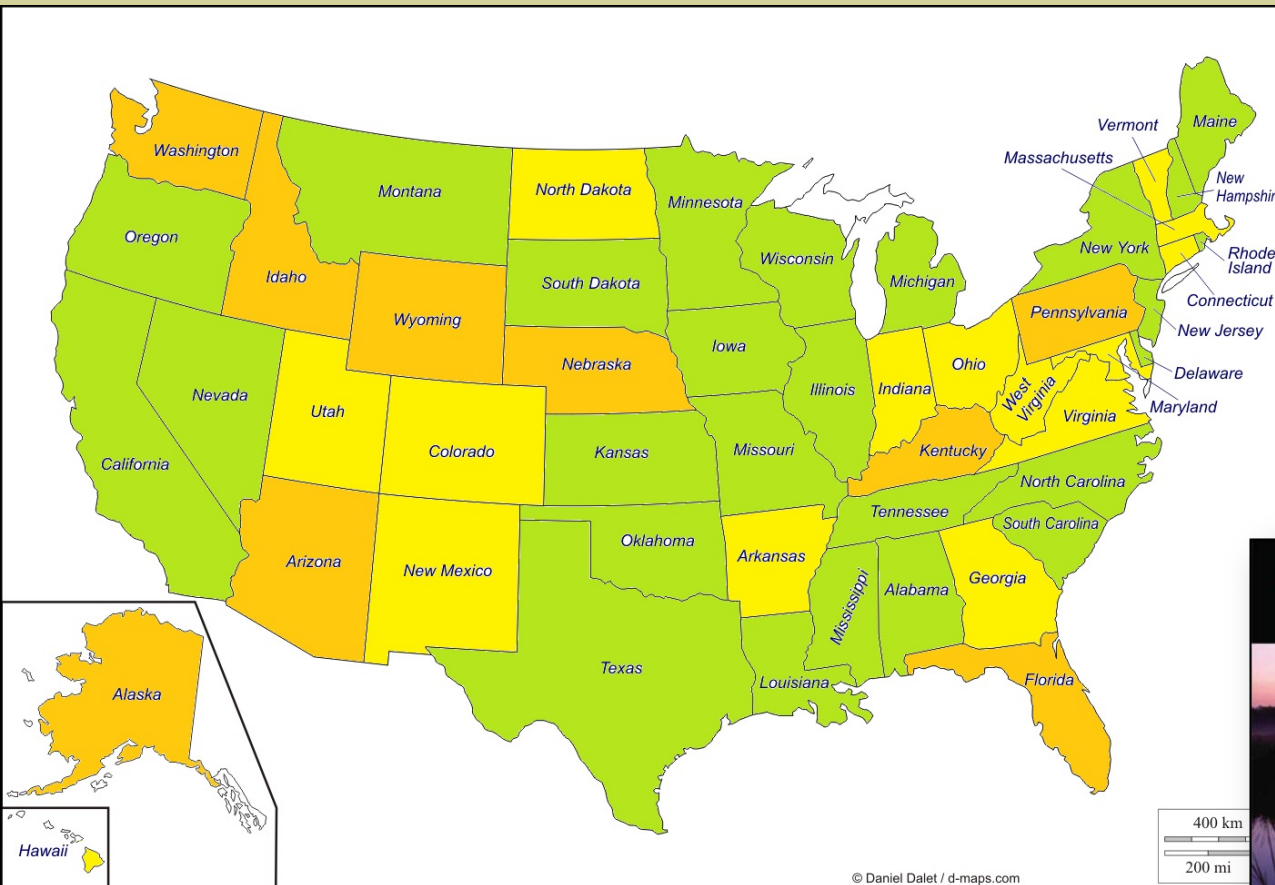 Maine
Vermont
Massachusetts
New
Hampshir
Washington
Montana
North Dakota
Minnesota
Oregon
Idaho
South Dakota
Wisconsin
Michigan
New York
Rhode
Island
Connecticut
Wyoming
Pennsylvania
New Jersey
Iowa
Nebraska
Ohio
Delaware
Nevada
Utah
Illinois
Indiana
West
Virginia
Maryland
Virginia
California
Colorado
Kansas
Missouri
Kentucky
North Carolina
Tennessee
South Carolina
Arizona
New Mexico
Oklahoma
Arkansas
Mississippi
Alabama
Georgia
Texas
Louisiana
Florida
Alaska
Hawaii
400 km
200 mi
© Daniel Dalet / d-maps.com